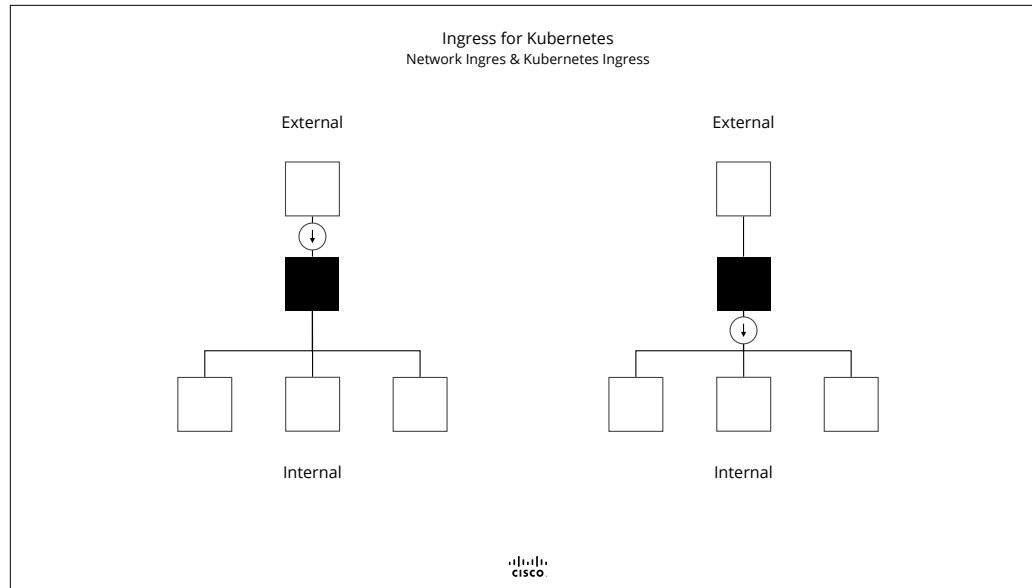 Ingress for Kubernetes
Network Ingres & Kubernetes Ingress
External
External
Internal
Internal
CISCO.